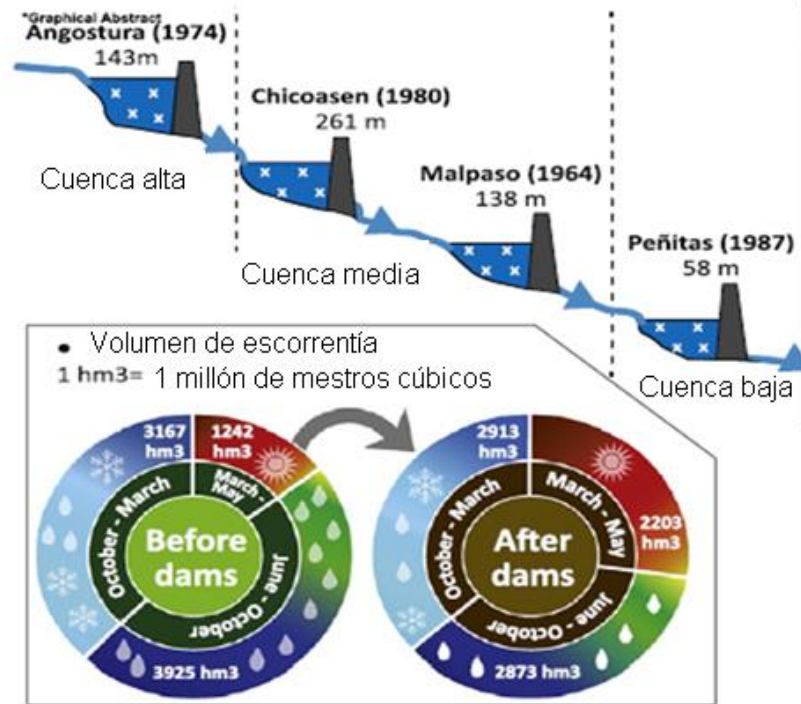 *Graphical Abstract
Angostura (1974)
143m
Chicoasen (1980)
261 m
Malpaso (1964)
138 m
Peñitas (1987)
58 m
Cuenca alta
Cuenca media
Cuenca baja
• Volumen de escorrentía
1 hm3= 1 millón de mestros cúbicos
3167
hm3
1242
hm3
October - March
March -
May
June - October
Before
dams
3925 hm3
2913
hm3
2203
hm3
October - March
March - May
June - October
After
dams
2873 hm3